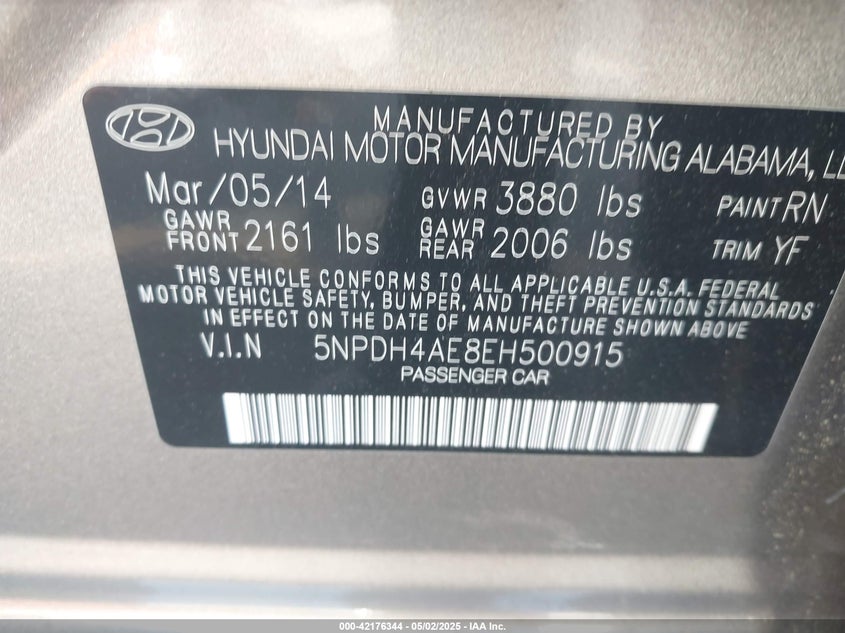 MANUFACTURED BY
HYUNDAI MOTOR MANUFACTURING ALABAMA,
Mar/05/14 GVWR 3880 lbs PAINT RN
GAWR FRONT 2161 lbs GAWR REAR 2006 lbs TRIM YF
THIS VEHICLE CONFORMS TO ALL APPLICABLE U.S.A. FEDERAL
MOTOR VEHICLE SAFETY, BUMPER, AND THEFT PREVENTION STANDARDS
IN EFFECT ON THE DATE OF MANUFACTURE SHOWN ABOVE
V.I.N 5NPDH4AE8EH500915
PASSENGER CAR
000-42176344 - 05/02/2025 - IAA Inc.